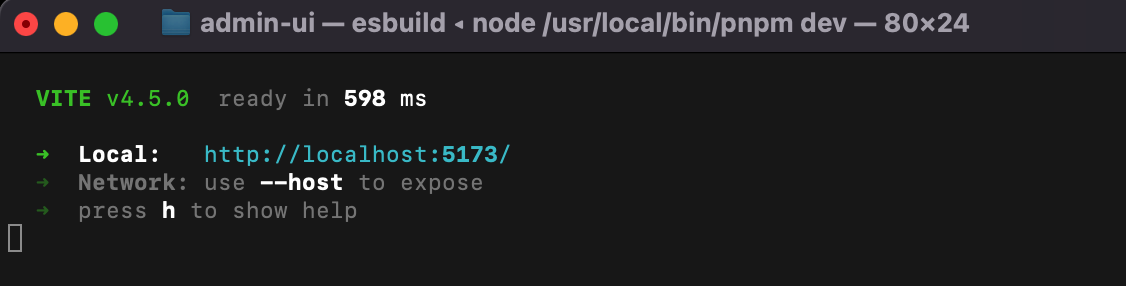 admin-ui — esbuild ◂ node /usr/local/bin/pnpm dev — 80×24
VITE v4.5.0  ready in 598 ms
➜  Local:   http://localhost:5173/
➜  Network: use --host to expose
➜  press h to show help